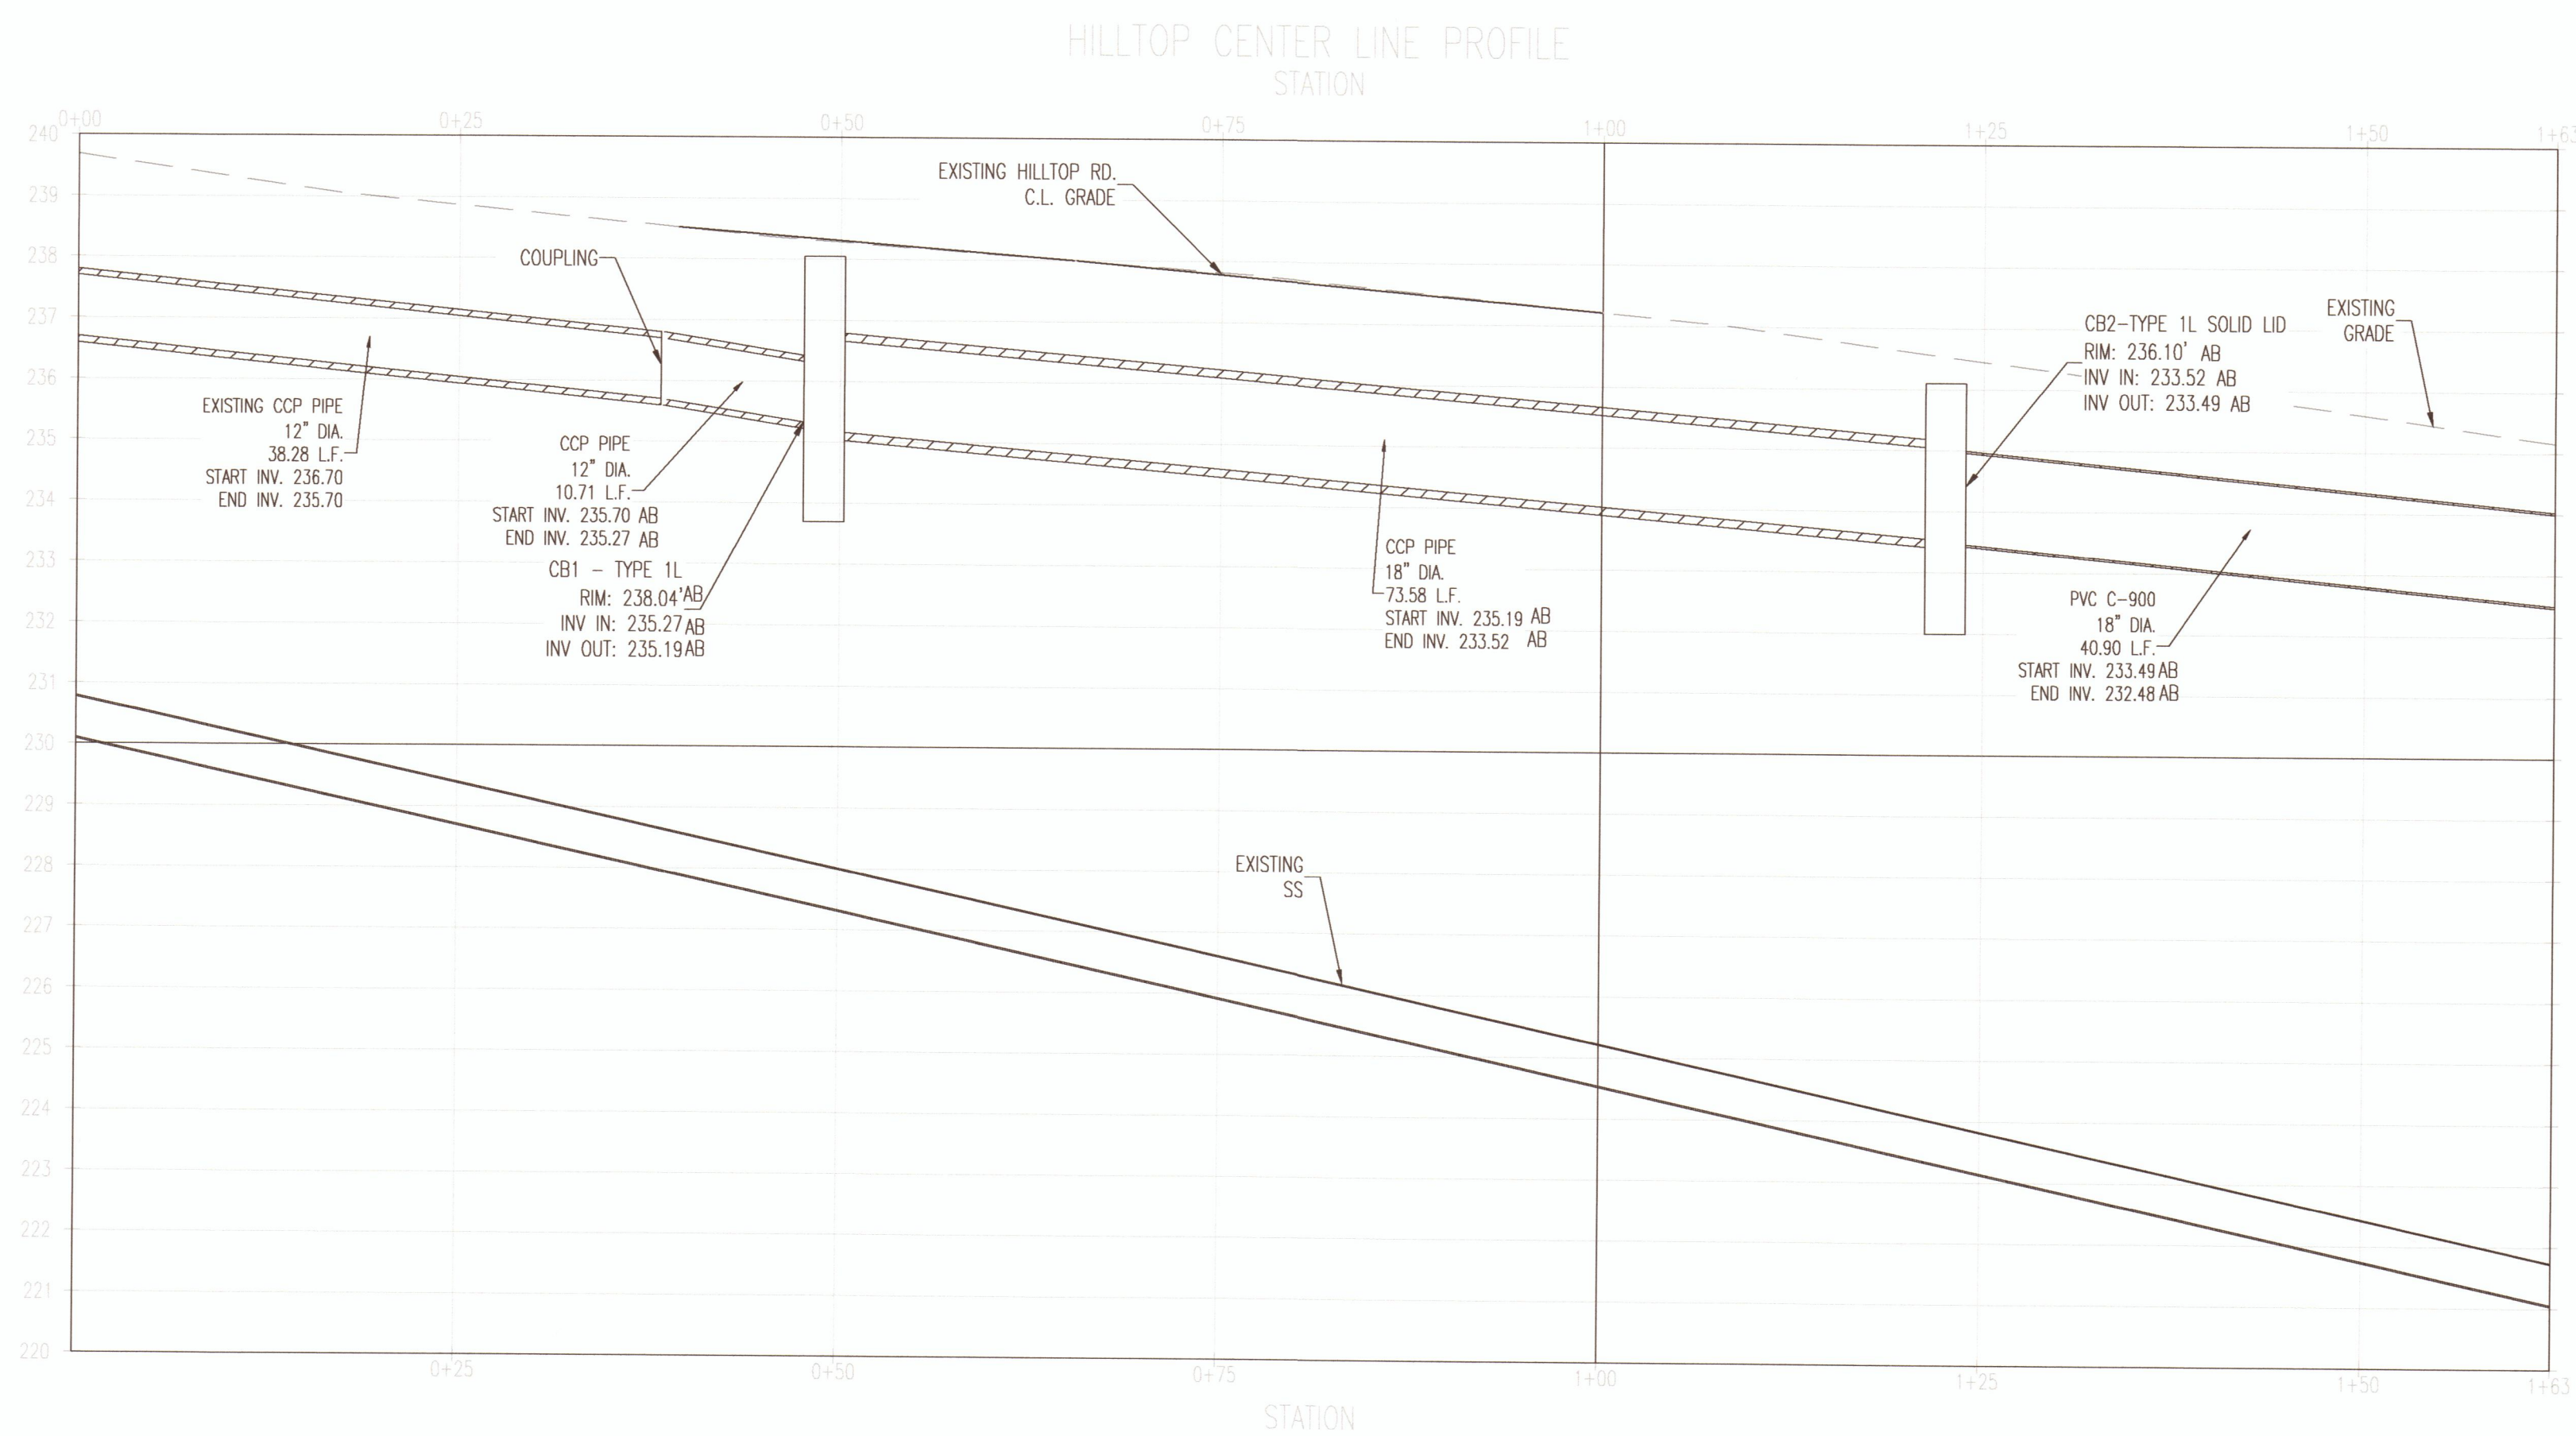 HILLTOP CENTER LINE PROFILE
STATION
0+00
0+25
0+50
0+75
1+00
1+25
1+50
1+63
240
239
238
237
236
235
234
233
232
231
230
229
228
227
226
225
224
223
222
221
220
EXISTING HILLTOP RD.
C.L. GRADE
COUPLING
EXISTING CCP PIPE
12" DIA.
38.28 L.F.
START INV. 236.70
END INV. 235.70
CCP PIPE
12" DIA.
10.71 L.F.
START INV. 235.70 AB
END INV. 235.27 AB
CB1 - TYPE 1L
RIM: 238.04' AB
INV IN: 235.27 AB
INV OUT: 235.19 AB
CCP PIPE
18" DIA.
73.58 L.F.
START INV. 235.19 AB
END INV. 233.52 AB
CB2-TYPE 1L SOLID LID
RIM: 236.10' AB
INV IN: 233.52 AB
INV OUT: 233.49 AB
EXISTING
GRADE
PVC C-900
18" DIA.
40.90 L.F.
START INV. 233.49 AB
END INV. 232.48 AB
EXISTING
SS
0+25
0+50
0+75
1+00
1+25
1+50
1+63
STATION